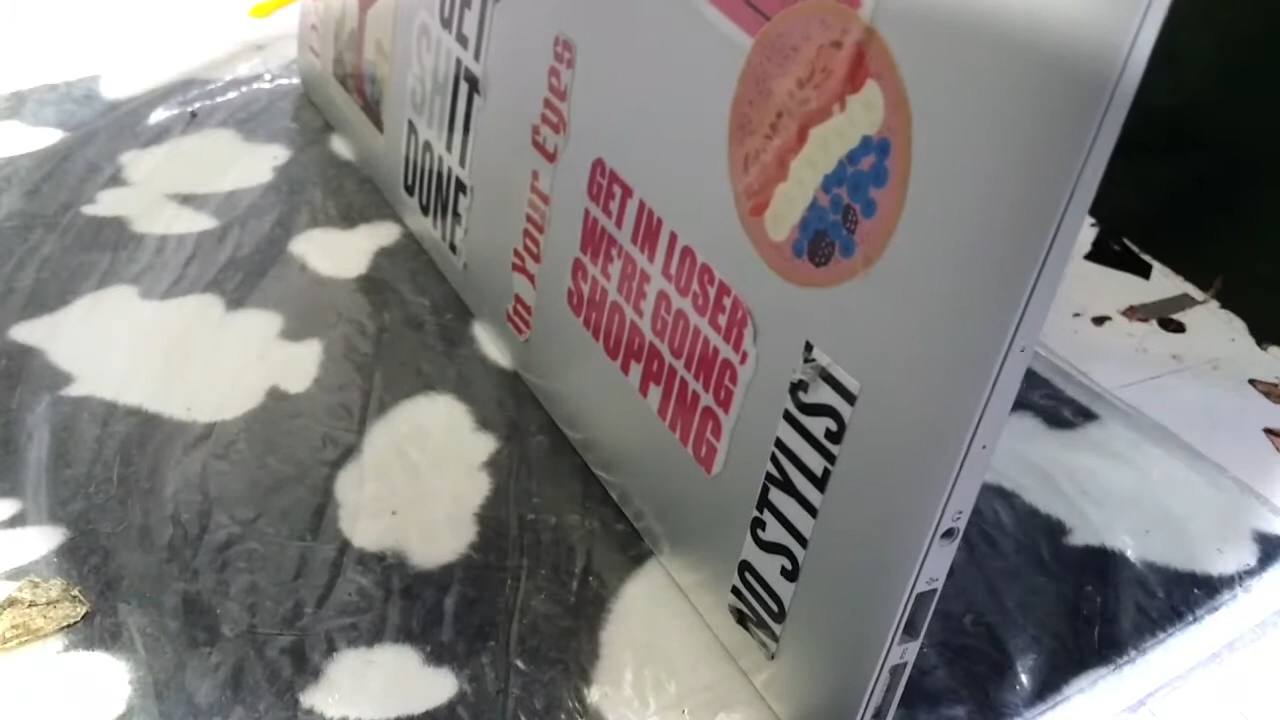 GET
SHIT
DONE
In Your Eyes
GET IN LOSER,
WE'RE GOING
SHOPPING
NO STYLIST